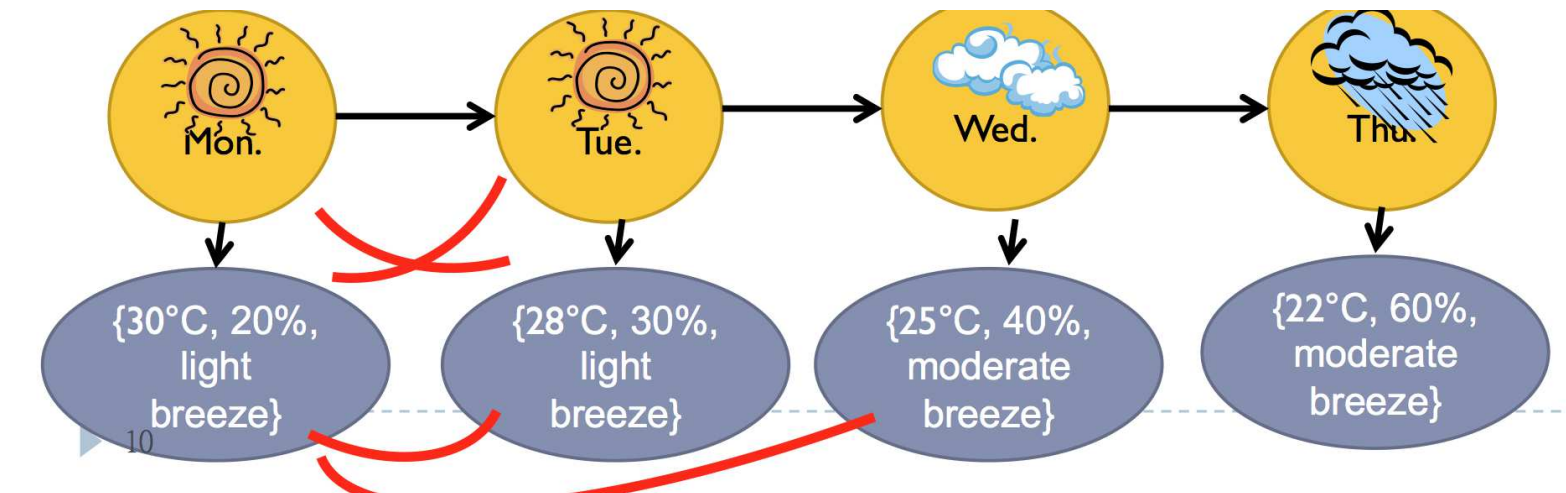 Mon.
Tue.
Wed.
Thu.
{30°C, 20%,
light
breeze}
{28°C, 30%,
light
breeze}
{25°C, 40%,
moderate
breeze}
{22°C, 60%,
moderate
breeze}
10